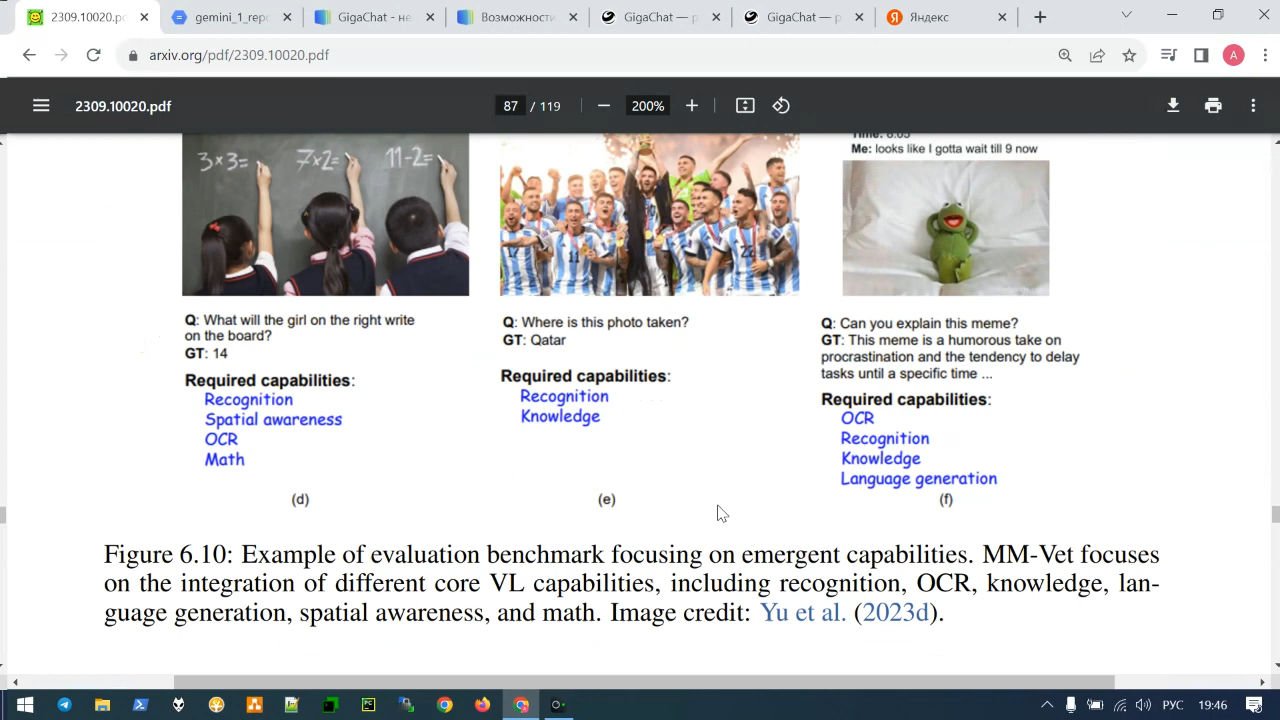 2309.10020.pdf
gemini_1_repo
GigaChat - не
Возможности
GigaChat — р
GigaChat — р
Яндекс
arxiv.org/pdf/2309.10020.pdf
A
2309.10020.pdf
87 / 119
200%
Me: looks like I gotta wait till 9 now
3×3=
7×2=
11-2=
Q: What will the girl on the right write
on the board?
GT: 14
Required capabilities:
Recognition
Spatial awareness
OCR
Math
(d)
10
11
22
Q: Where is this photo taken?
GT: Qatar
Required capabilities:
Recognition
Knowledge
(e)
Q: Can you explain this meme?
GT: This meme is a humorous take on
procrastination and the tendency to delay
tasks until a specific time ...
Required capabilities:
OCR
Recognition
Knowledge
Language generation
(f)
Figure 6.10: Example of evaluation benchmark focusing on emergent capabilities. MM-Vet focuses
on the integration of different core VL capabilities, including recognition, OCR, knowledge, lan-
guage generation, spatial awareness, and math. Image credit: Yu et al. (2023d).
РУС
19:46